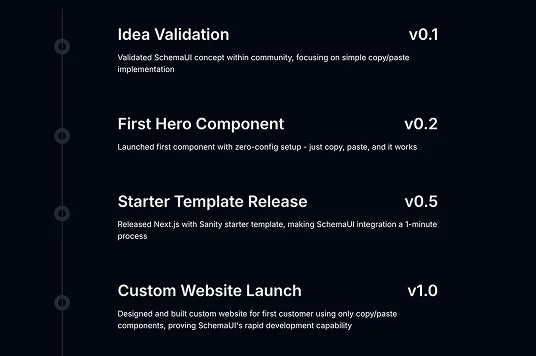 Idea Validation v0.1
Validated SchemaUI concept within community, focusing on simple copy/paste
implementation
First Hero Component v0.2
Launched first component with zero-config setup - just copy, paste, and it works
Starter Template Release v0.5
Released Next.js with Sanity starter template, making SchemaUI integration a 1-minute
process
Custom Website Launch v1.0
Designed and built custom website for first customer using only copy/paste
components, proving SchemaUI's rapid development capability